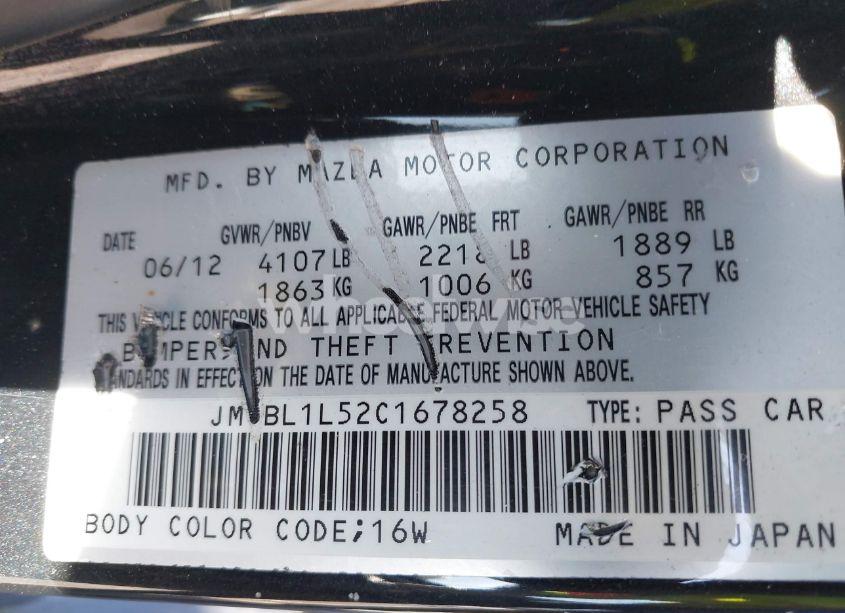 MFD. BY MAZDA MOTOR CORPORATION
DATE GVWR/PNBV GAWR/PNBE FRT GAWR/PNBE RR
06/12 4107 LB 2218 LB 1889 LB
1863 KG 1006 KG 857 KG
THIS VEHICLE CONFORMS TO ALL APPLICABLE FEDERAL MOTOR VEHICLE SAFETY
BUMPER AND THEFT PREVENTION
STANDARDS IN EFFECT ON THE DATE OF MANUFACTURE SHOWN ABOVE.
JM BL1L52C1678258 TYPE: PASS CAR
BODY COLOR CODE;16W MADE IN JAPAN